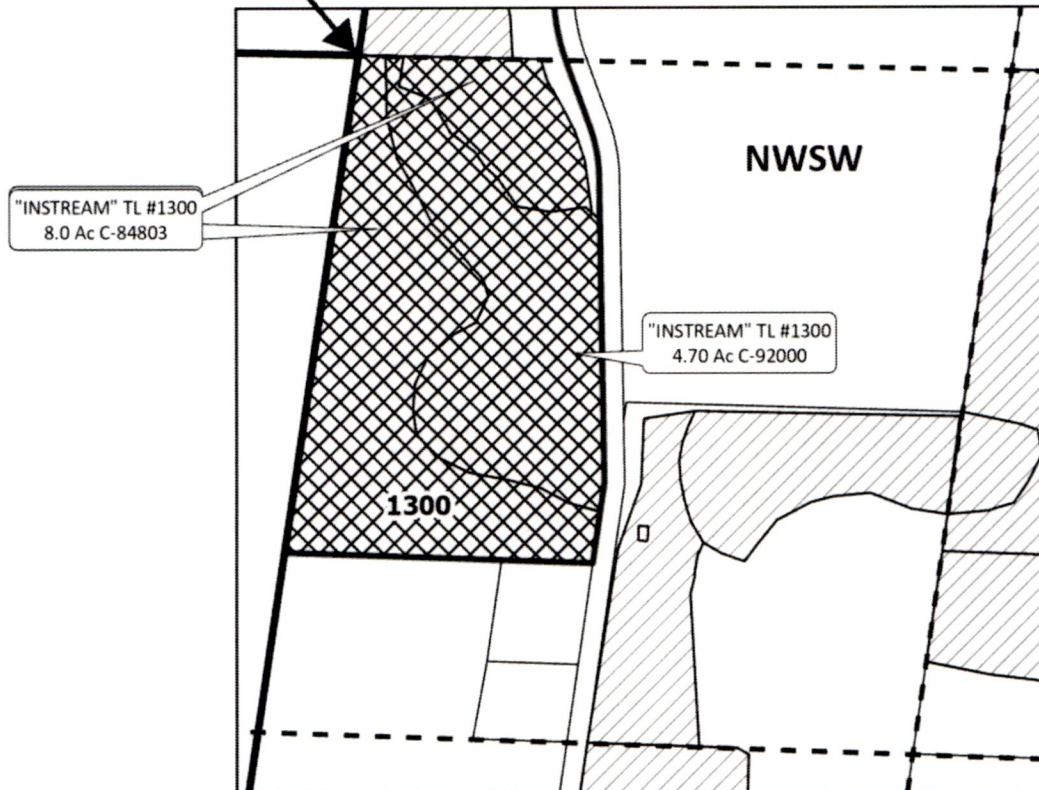 NWSW
"INSTREAM" TL #1300
8.0 Ac C-84803
"INSTREAM" TL #1300
4.70 Ac C-92000
1300